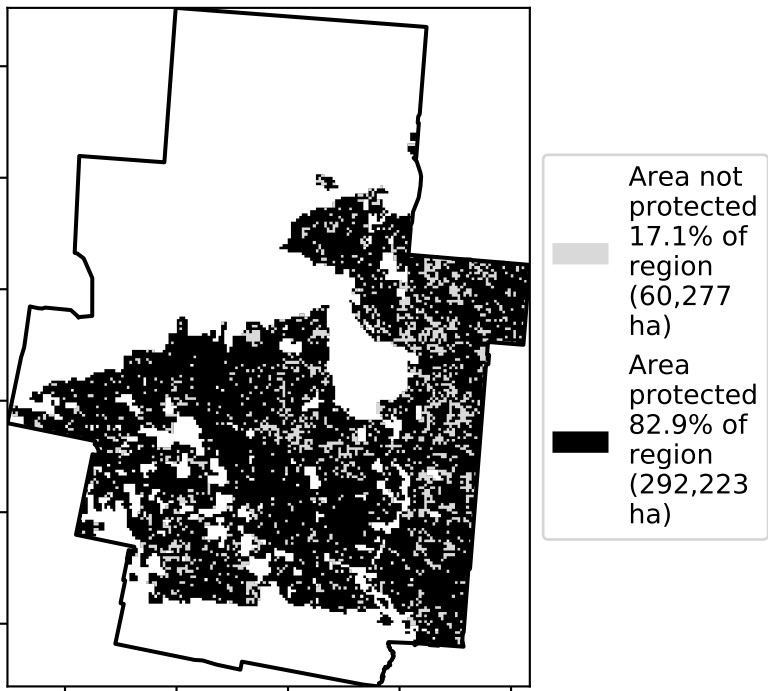 Area not
protected
17.1% of
region
(60,277
ha)
Area
protected
82.9% of
region
(292,223
ha)